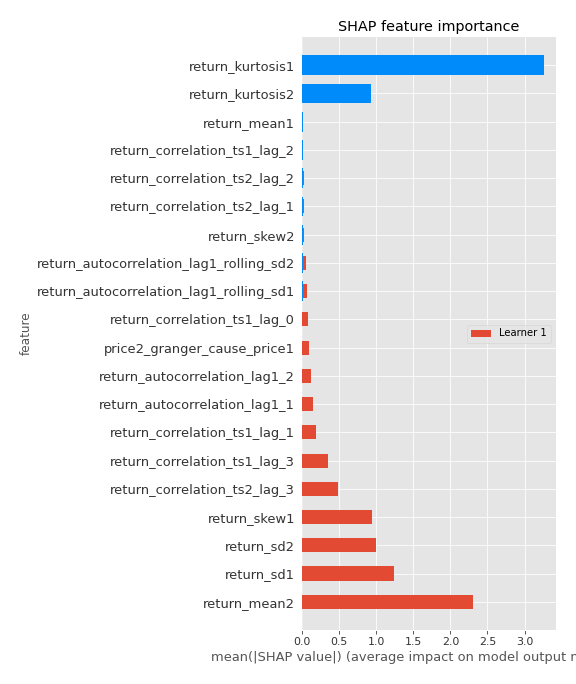 SHAP feature importance
return_kurtosis1
return_kurtosis2
return_mean1
return_correlation_ts1_lag_2
return_correlation_ts2_lag_2
return_correlation_ts2_lag_1
return_skew2
return_autocorrelation_lag1_rolling_sd2
return_autocorrelation_lag1_rolling_sd1
return_correlation_ts1_lag_0
price2_granger_cause_price1
return_autocorrelation_lag1_2
return_autocorrelation_lag1_1
return_correlation_ts1_lag_1
return_correlation_ts1_lag_3
return_correlation_ts2_lag_3
return_skew1
return_sd2
return_sd1
return_mean2
feature
Learner 1
0.0 0.5 1.0 1.5 2.0 2.5 3.0
mean(|SHAP value|) (average impact on model output